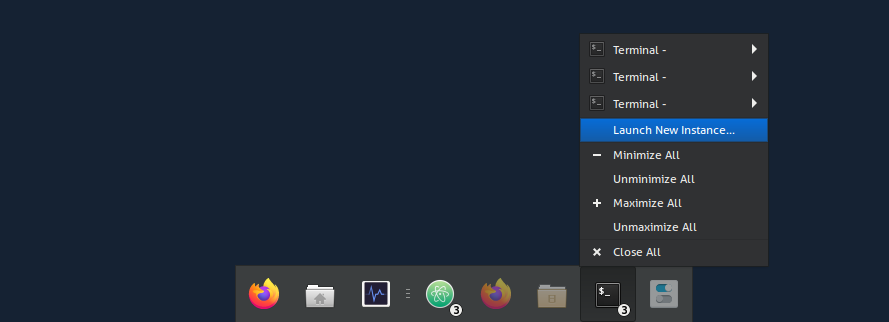 $_ Terminal -
$_ Terminal -
$_ Terminal -
Launch New Instance...
Minimize All
Unminimize All
Maximize All
Unmaximize All
Close All
3
$_
3